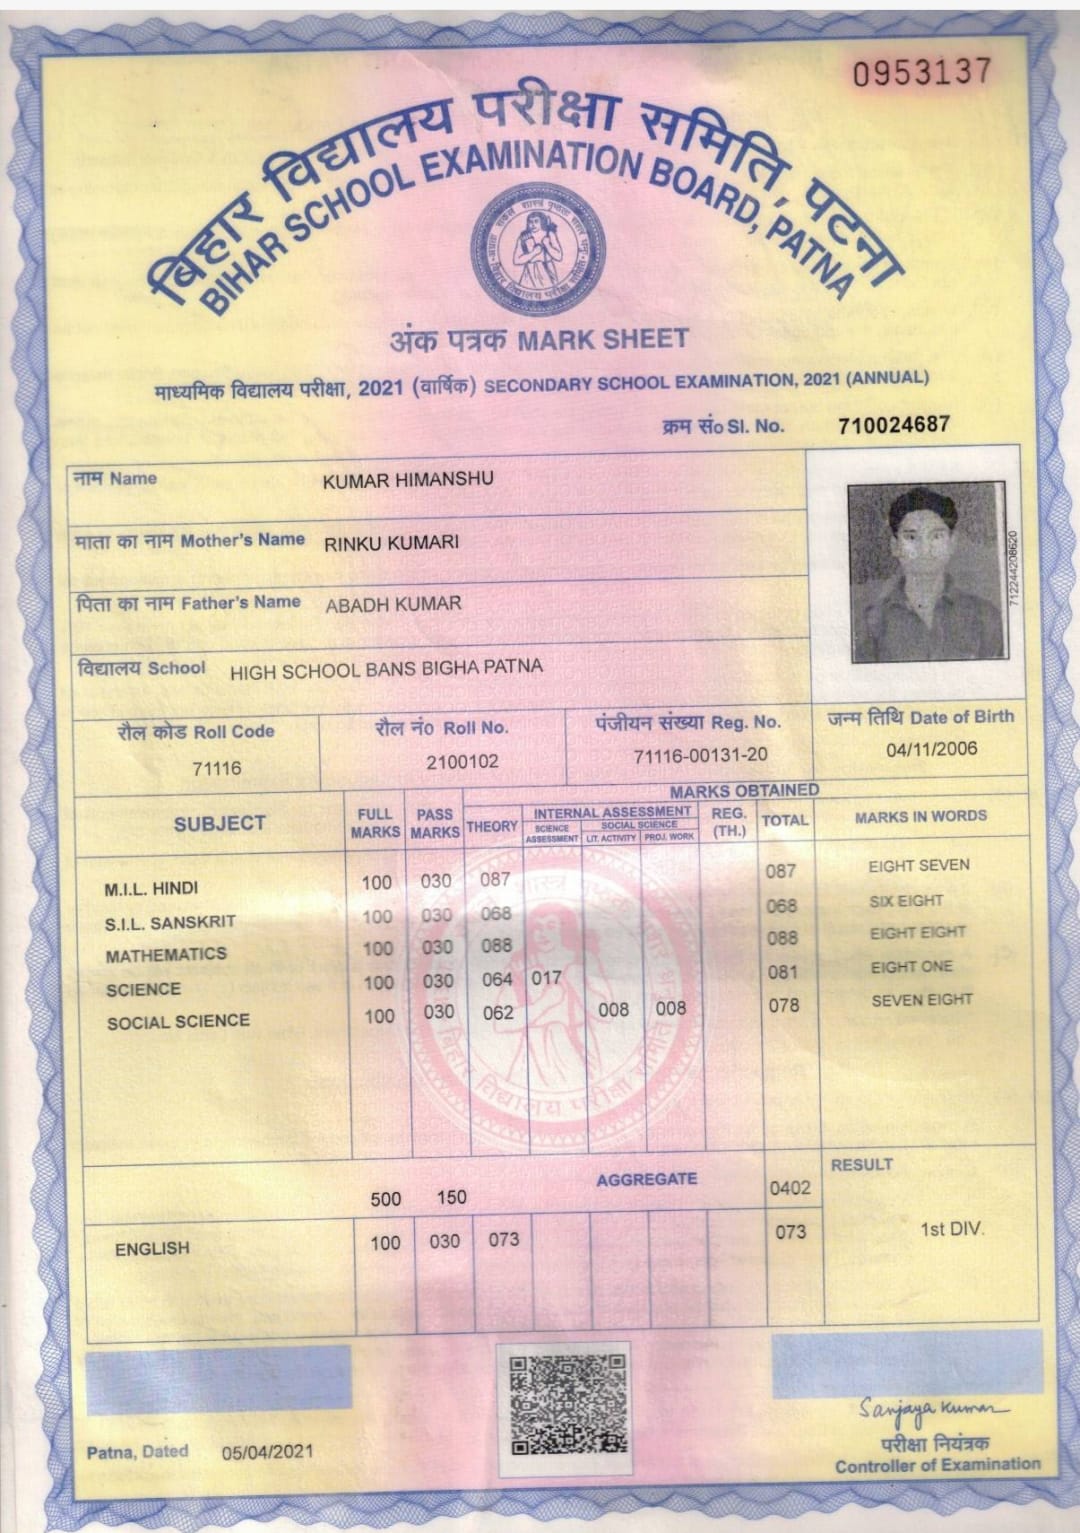 0953137
बिहार विद्यालय परीक्षा समिति, पटना
BIHAR SCHOOL EXAMINATION BOARD, PATNA
अंक पत्रक MARK SHEET
माध्यमिक विद्यालय परीक्षा, 2021 (वार्षिक) SECONDARY SCHOOL EXAMINATION, 2021 (ANNUAL)
क्रम सं० Sl. No. 710024687
नाम Name KUMAR HIMANSHU
माता का नाम Mother's Name RINKU KUMARI
पिता का नाम Father's Name ABADH KUMAR
विद्यालय School HIGH SCHOOL BANS BIGHA PATNA
712244208620
रौल कोड Roll Code रौल नं० Roll No. पंजीयन संख्या Reg. No. जन्म तिथि Date of Birth
71116 2100102 71116-00131-20 04/11/2006
MARKS OBTAINED
SUBJECT FULL MARKS PASS MARKS THEORY INTERNAL ASSESSMENT REG. (TH.) TOTAL MARKS IN WORDS
SCIENCE ASSESSMENT SOCIAL SCIENCE
LIT. ACTIVITY PROJ. WORK
M.I.L. HINDI 100 030 087 087 EIGHT SEVEN
S.I.L. SANSKRIT 100 030 068 068 SIX EIGHT
MATHEMATICS 100 030 088 088 EIGHT EIGHT
SCIENCE 100 030 064 017 081 EIGHT ONE
SOCIAL SCIENCE 100 030 062 008 008 078 SEVEN EIGHT
बिहार विद्यालय परीक्षा समिति
500 150 AGGREGATE 0402 RESULT
ENGLISH 100 030 073 073 1st DIV.
Patna, Dated 05/04/2021
Sanjaya Kumar
परीक्षा नियंत्रक
Controller of Examination